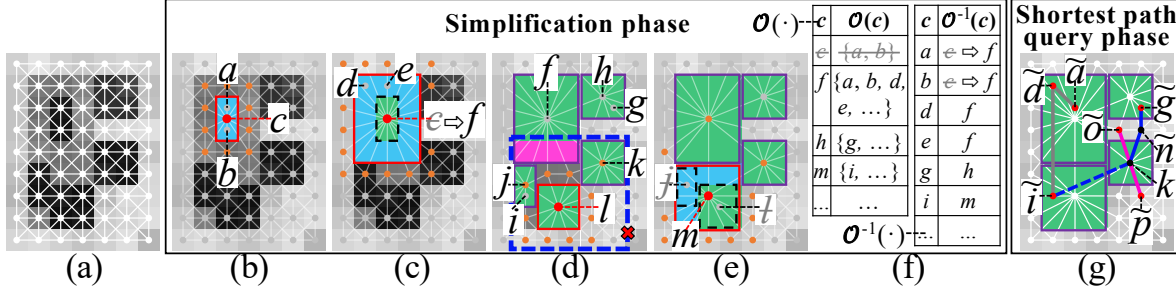 Simplification phase
Shortest path
query phase
𝒪(·)
c 𝒪(c)
c {a, b}
f {a, b, d,
e, …}
h {g, …}
m {i, …}
… …
c 𝒪⁻¹(c)
a c ⇨ f
b c ⇨ f
d f
e f
g h
i m
... ...
𝒪⁻¹(·)
a
c
b
d e
c ⇨ f
f h
g
k
j
i l
j
l
m
d̃ ã g̃
õ ñ
k
ĩ p̃
(a) (b) (c) (d) (e) (f) (g)